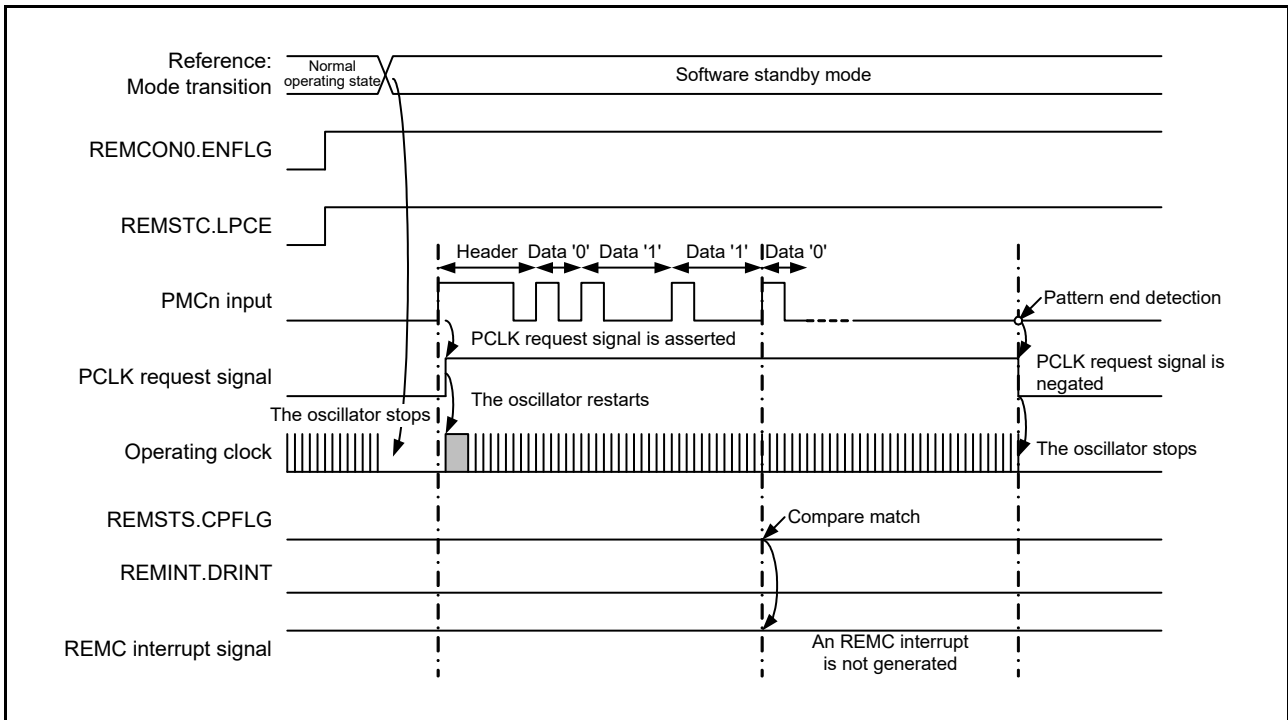 Reference:
Mode transition
Normal
operating state
Software standby mode
REMCON0.ENFLG
REMSTC.LPCE
Header Data '0' Data '1' Data '1' Data '0'
PMCn input
Pattern end detection
PCLK request signal is asserted
PCLK request signal
PCLK request signal is
negated
The oscillator stops
The oscillator restarts
Operating clock
The oscillator stops
REMSTS.CPFLG
Compare match
REMINT.DRINT
REMC interrupt signal
An REMC interrupt
is not generated